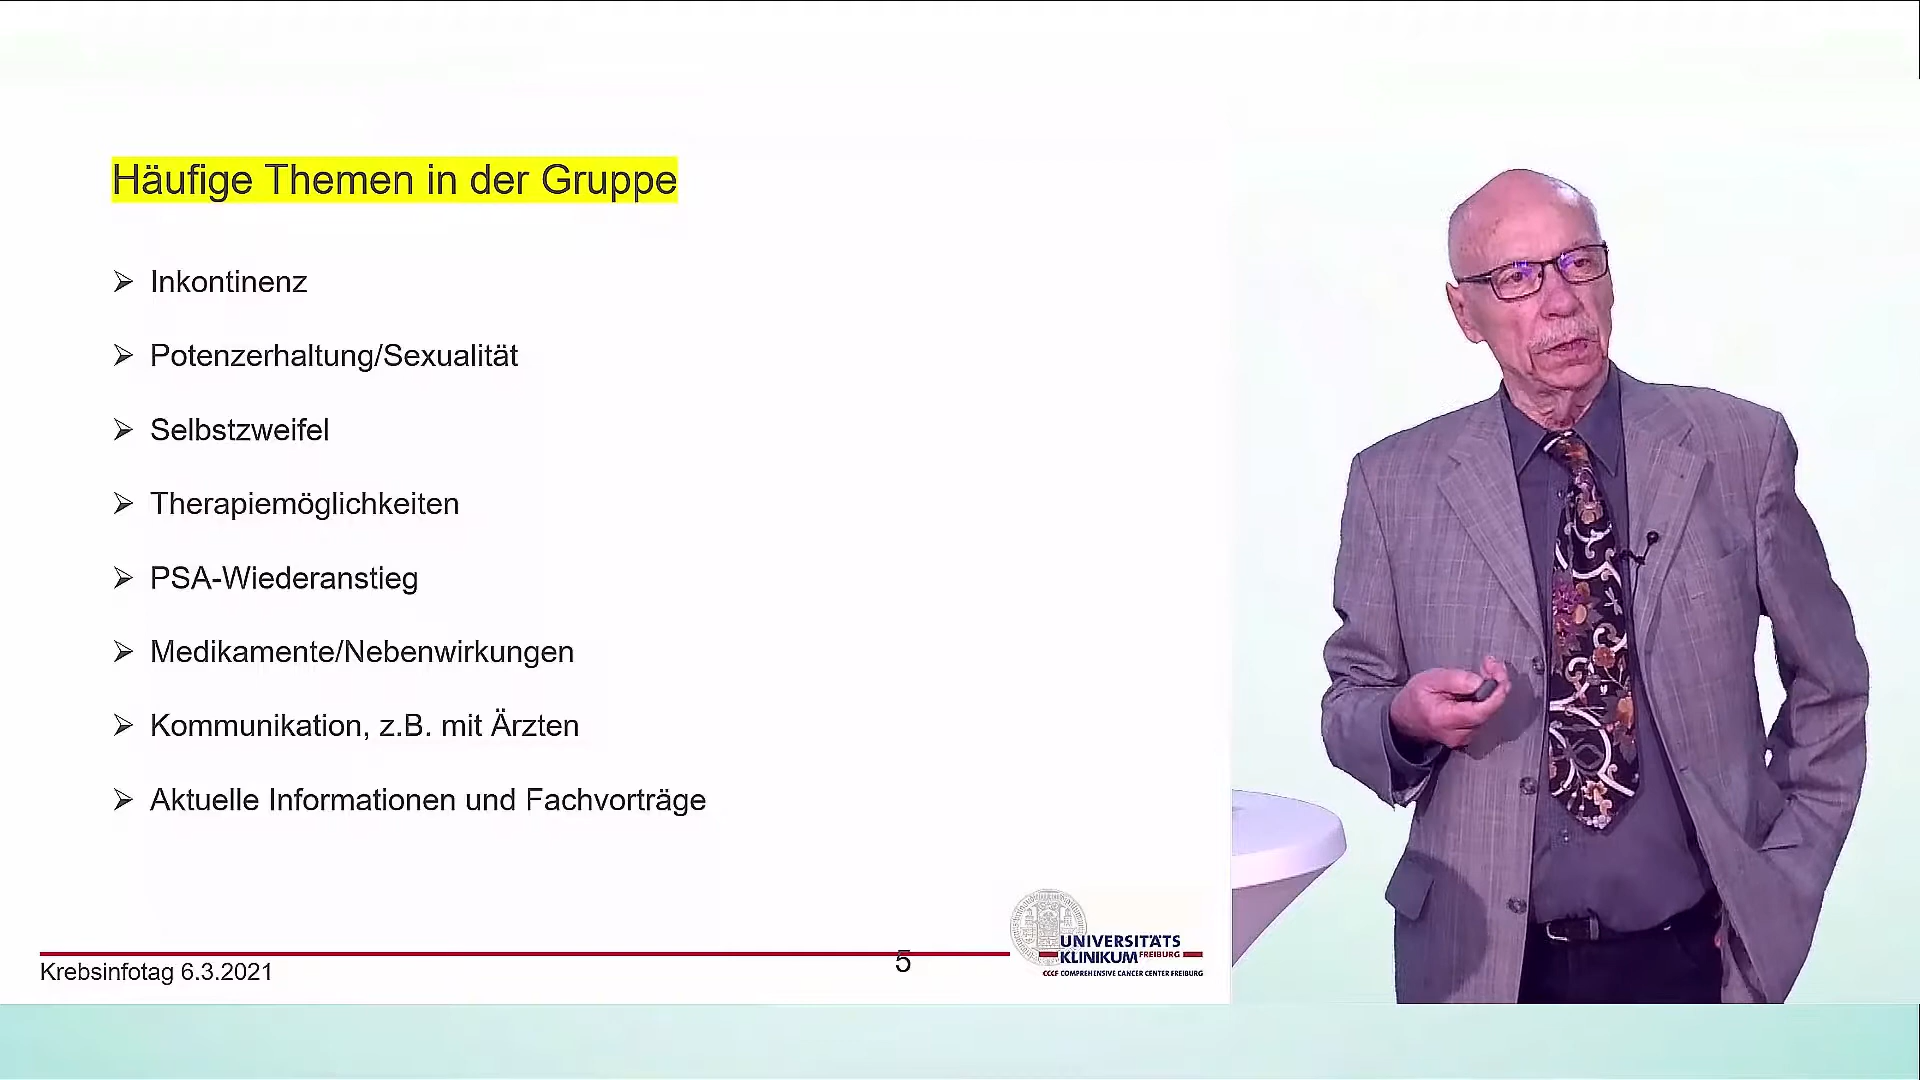 Häufige Themen in der Gruppe
Inkontinenz
Potenzerhaltung/Sexualität
Selbstzweifel
Therapiemöglichkeiten
PSA-Wiederanstieg
Medikamente/Nebenwirkungen
Kommunikation, z.B. mit Ärzten
Aktuelle Informationen und Fachvorträge
Krebsinfotag 6.3.2021
5
UNIVERSITÄTS
KLINIKUM FREIBURG
CCCF COMPREHENSIVE CANCER CENTER FREIBURG